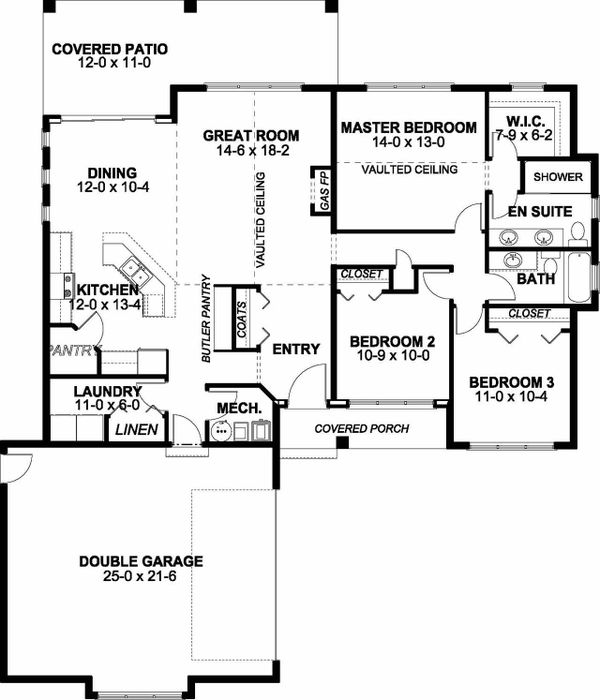 COVERED PATIO
12-0 x 11-0
GREAT ROOM
14-6 x 18-2
MASTER BEDROOM
14-0 x 13-0
VAULTED CEILING
W.I.C.
7-9 x 6-2
DINING
12-0 x 10-4
GAS FP
VAULTED CEILING
SHOWER
EN SUITE
KITCHEN
12-0 x 13-4
BUTLER PANTRY
COATS
CLOSET
BATH
CLOSET
PANTRY
ENTRY
BEDROOM 2
10-9 x 10-0
BEDROOM 3
11-0 x 10-4
LAUNDRY
11-0 x 6-0
LINEN
MECH.
COVERED PORCH
DOUBLE GARAGE
25-0 x 21-6